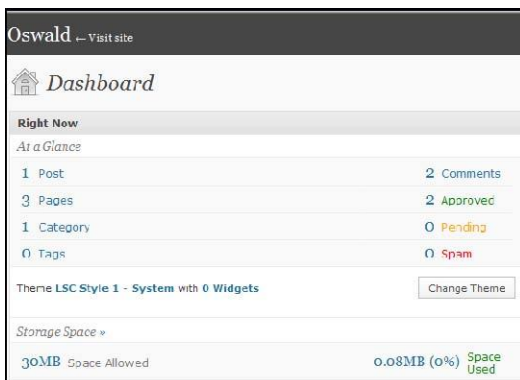 Oswald ← Visit site
Dashboard
Right Now
At a Glance
1 Post 2 Comments
3 Pages 2 Approved
1 Category 0 Pending
0 Tags 0 Spam
Theme LSC Style 1 - System with 0 Widgets Change Theme
Storage Space »
30MB Space Allowed 0.08MB (0%) Space Used